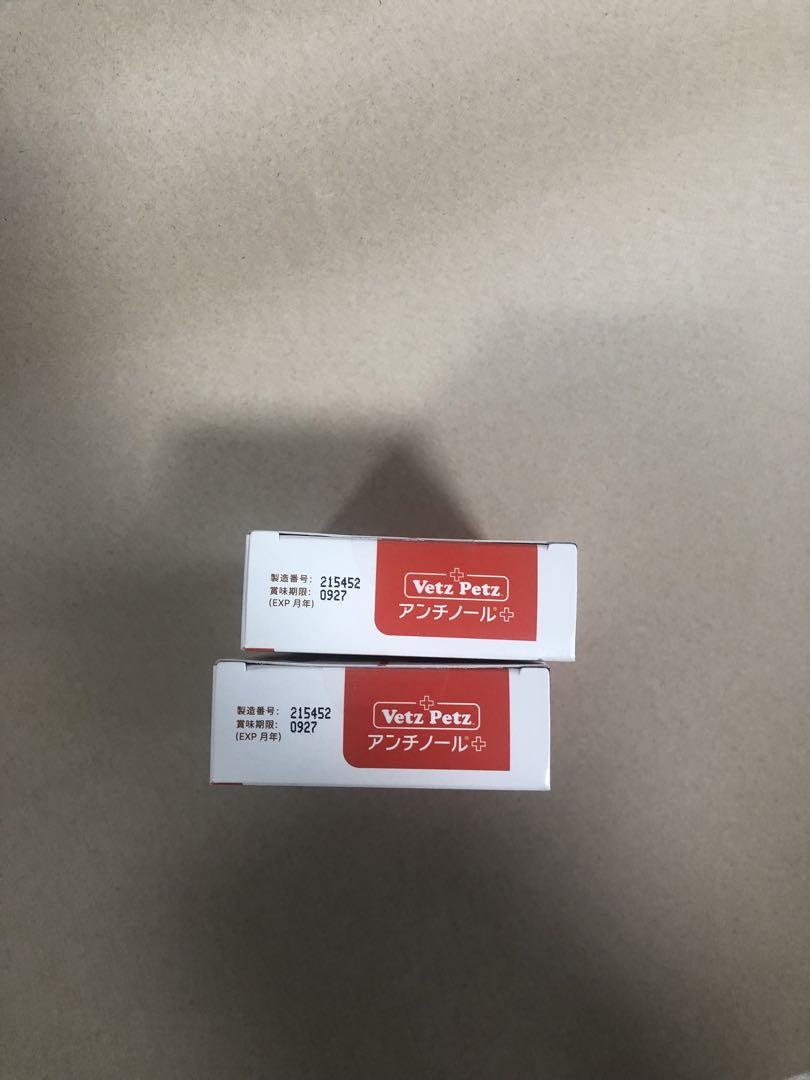 製造番号: 215452
賞味期限: 0927
(EXP 月年)
Vetz Petz
アンチノール®
製造番号: 215452
賞味期限: 0927
(EXP 月年)
Vetz Petz
アンチノール®